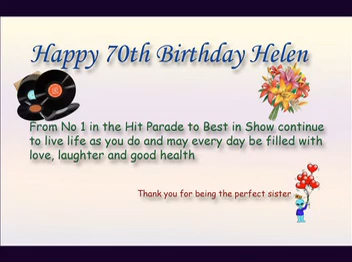 Happy 70th Birthday Helen
From No 1 in the Hit Parade to Best in Show continue
to live life as you do and may every day be filled with
love, laughter and good health
Thank you for being the perfect sister